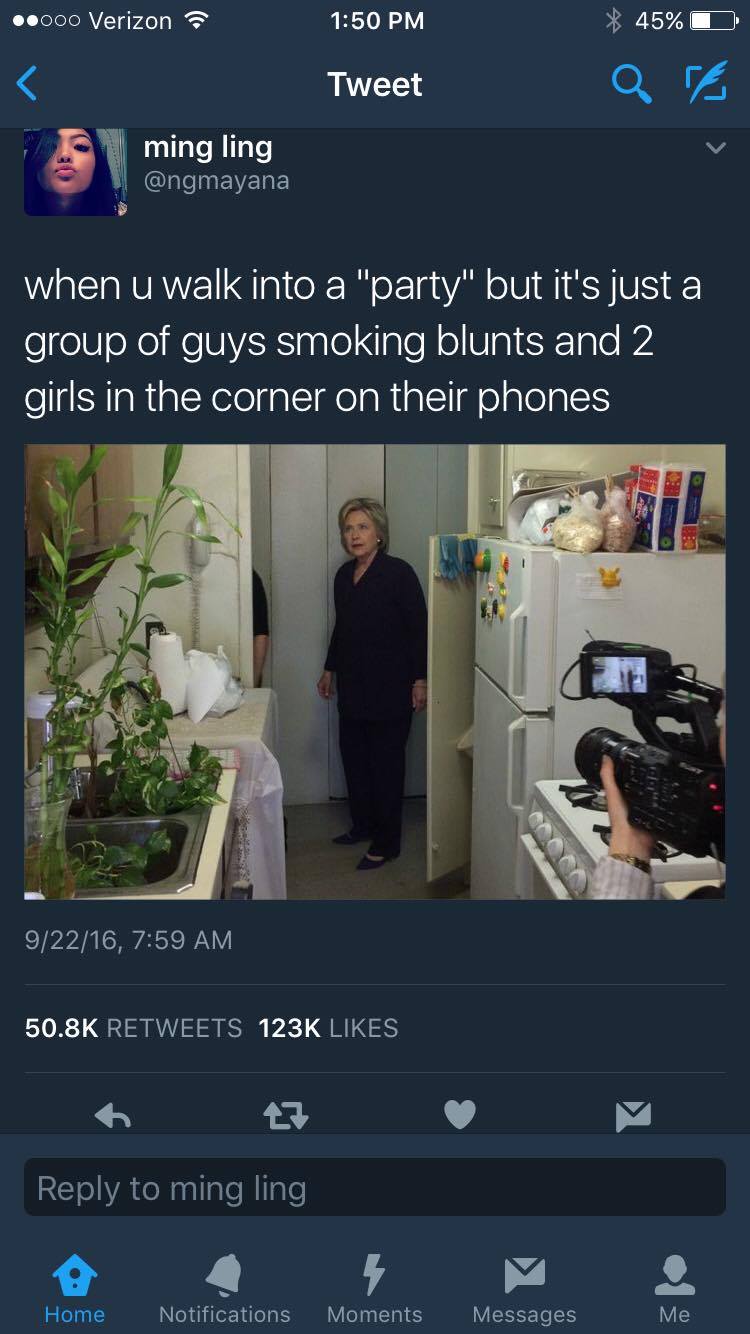 Verizon 1:50 PM 45%
Tweet
ming ling
@ngmayana
when u walk into a "party" but it's just a
group of guys smoking blunts and 2
girls in the corner on their phones
9/22/16, 7:59 AM
50.8K RETWEETS 123K LIKES
Reply to ming ling
Home Notifications Moments Messages Me